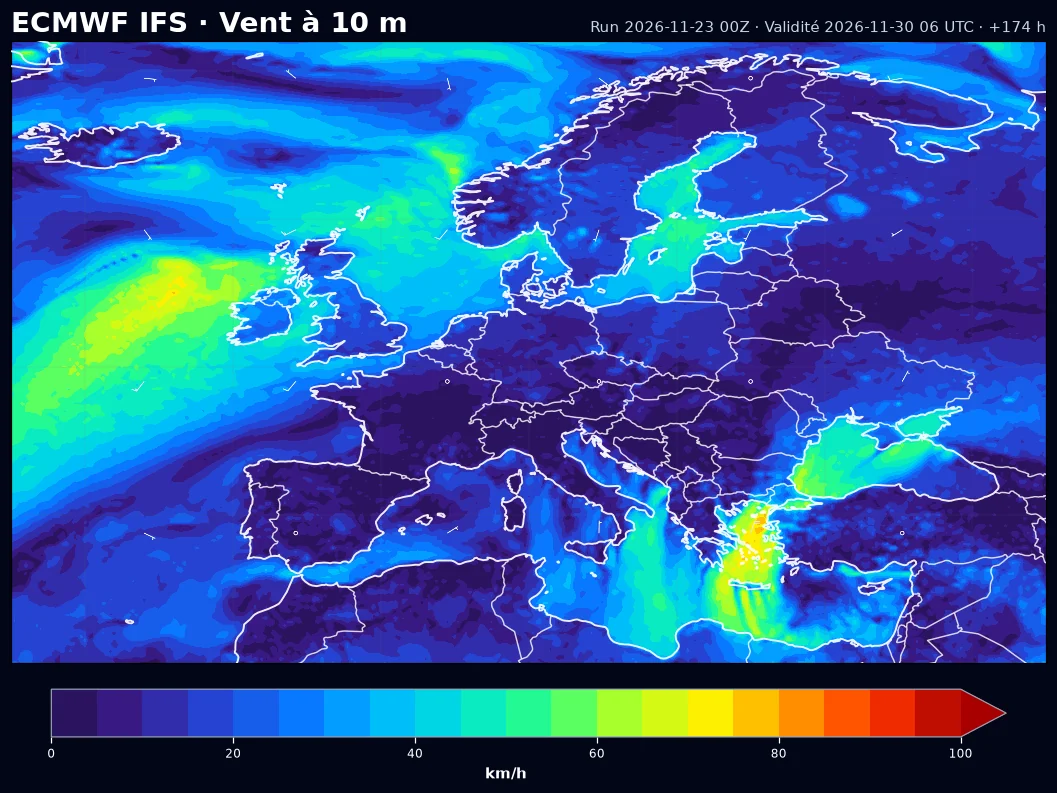 ECMWF IFS · Vent à 10 m
Run 2026-11-23 00Z · Validité 2026-11-30 06 UTC · +174 h
0 20 40 60 80 100
km/h